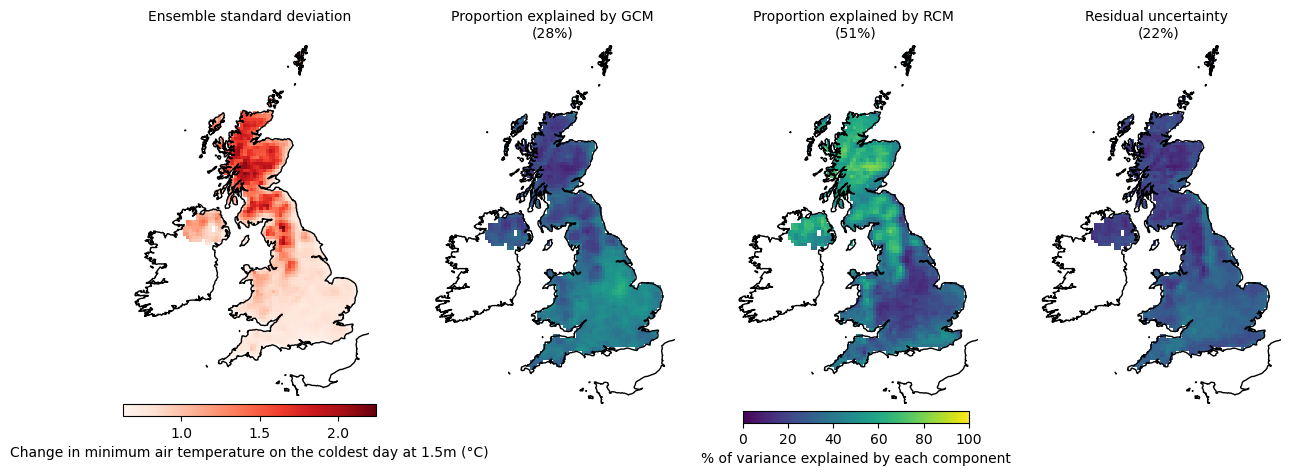 Ensemble standard deviation
Proportion explained by GCM
(28%)
Proportion explained by RCM
(51%)
Residual uncertainty
(22%)
1.0 1.5 2.0
Change in minimum air temperature on the coldest day at 1.5m (°C)
0 20 40 60 80 100
% of variance explained by each component